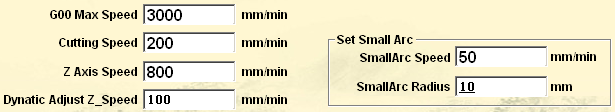 G00 Max Speed 3000 mm/min
Cutting Speed 200 mm/min
Z Axis Speed 800 mm/min
Dynatic Adjust Z_Speed 100 mm/min
Set Small Arc
SmallArc Speed 50 mm/min
SmallArc Radius 10 mm